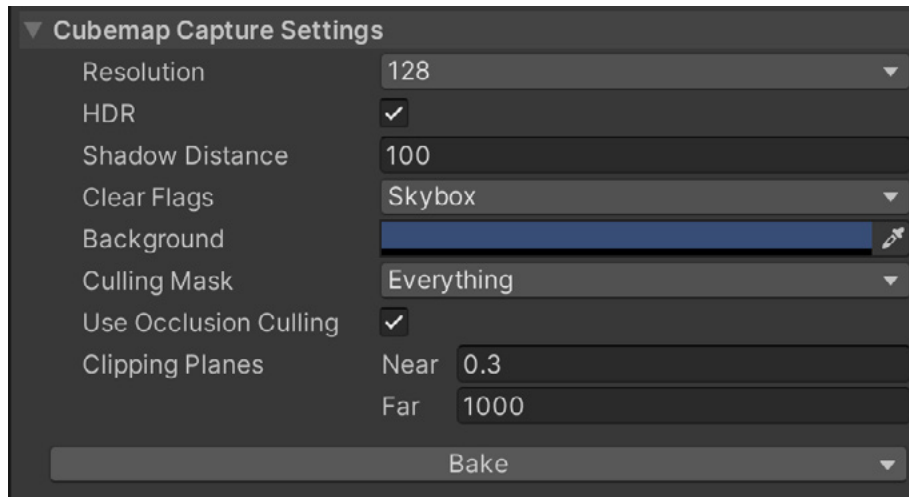 Cubemap Capture Settings
Resolution 128
HDR
Shadow Distance 100
Clear Flags Skybox
Background
Culling Mask Everything
Use Occlusion Culling
Clipping Planes Near 0.3
Far 1000
Bake